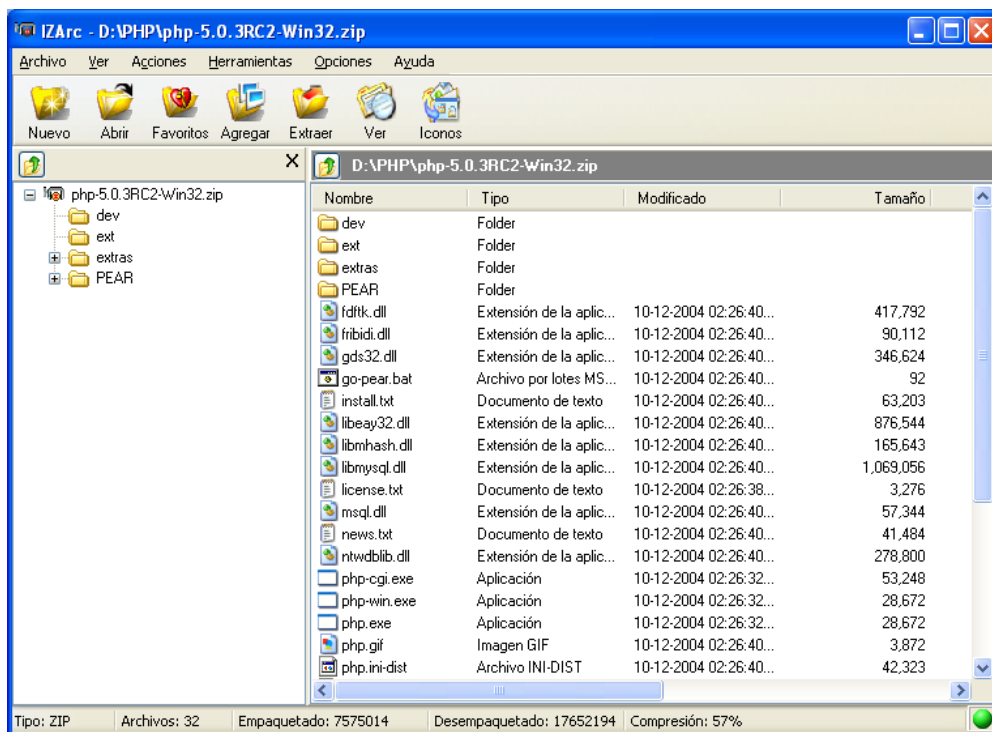 IZArc - D:\PHP\php-5.0.3RC2-Win32.zip
Archivo Ver Acciones Herramientas Opciones Ayuda
Nuevo Abrir Favoritos Agregar Extraer Ver Iconos
X
D:\PHP\php-5.0.3RC2-Win32.zip
php-5.0.3RC2-Win32.zip
dev
ext
extras
PEAR
Nombre Tipo Modificado Tamaño
dev Folder
ext Folder
extras Folder
PEAR Folder
fdftk.dll Extensión de la aplic... 10-12-2004 02:26:40... 417,792
fribidi.dll Extensión de la aplic... 10-12-2004 02:26:40... 90,112
gds32.dll Extensión de la aplic... 10-12-2004 02:26:40... 346,624
go-pear.bat Archivo por lotes MS... 10-12-2004 02:26:40... 92
install.txt Documento de texto 10-12-2004 02:26:40... 63,203
libeay32.dll Extensión de la aplic... 10-12-2004 02:26:40... 876,544
libmhash.dll Extensión de la aplic... 10-12-2004 02:26:40... 165,643
libmysql.dll Extensión de la aplic... 10-12-2004 02:26:40... 1,069,056
license.txt Documento de texto 10-12-2004 02:26:38... 3,276
msql.dll Extensión de la aplic... 10-12-2004 02:26:40... 57,344
news.txt Documento de texto 10-12-2004 02:26:40... 41,484
ntwdblib.dll Extensión de la aplic... 10-12-2004 02:26:40... 278,800
php-cgi.exe Aplicación 10-12-2004 02:26:32... 53,248
php-win.exe Aplicación 10-12-2004 02:26:32... 28,672
php.exe Aplicación 10-12-2004 02:26:32... 28,672
php.gif Imagen GIF 10-12-2004 02:26:40... 3,872
php.ini-dist Archivo INI-DIST 10-12-2004 02:26:40... 42,323
Tipo: ZIP Archivos: 32 Empaquetado: 7575014 Desempaquetado: 17652194 Compresión: 57%